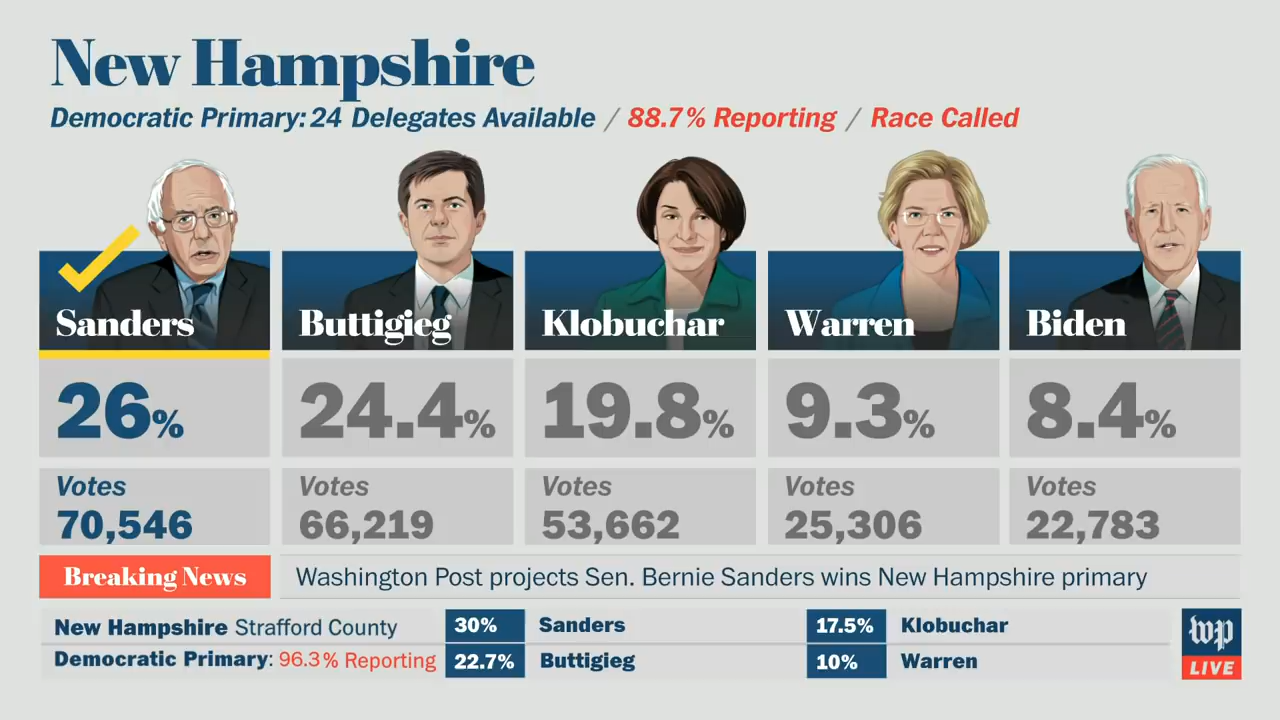 New Hampshire
Democratic Primary: 24 Delegates Available / 88.7% Reporting / Race Called
Sanders Buttigieg Klobuchar Warren Biden
26% 24.4% 19.8% 9.3% 8.4%
Votes Votes Votes Votes Votes
70,546 66,219 53,662 25,306 22,783
Breaking News Washington Post projects Sen. Bernie Sanders wins New Hampshire primary
New Hampshire Strafford County 30% Sanders 17.5% Klobuchar
Democratic Primary: 96.3% Reporting 22.7% Buttigieg 10% Warren
wp
LIVE